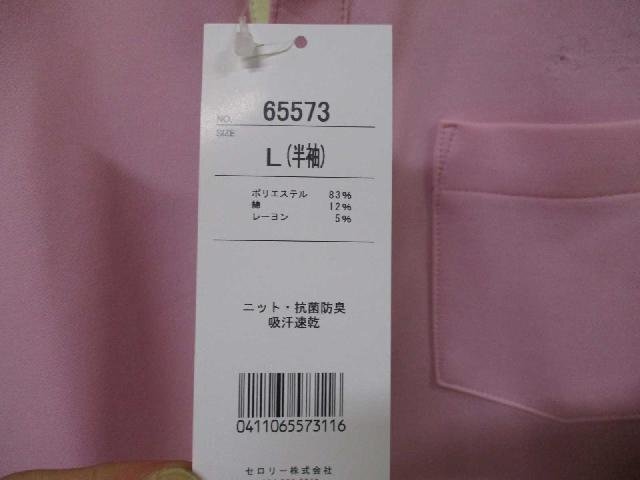 NO. 65573
SIZE
L(半袖)
ポリエステル 83%
綿 12%
レーヨン 5%
ニット・抗菌防臭
吸汗速乾
0411065573116
セロリー株式会社